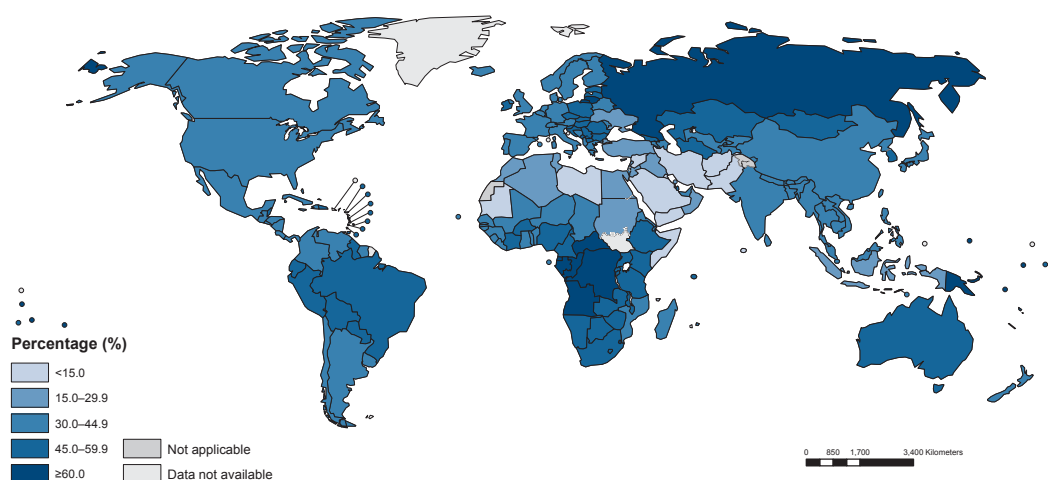 Percentage (%)
<15.0
15.0–29.9
30.0–44.9
45.0–59.9
≥60.0
Not applicable
Data not available
0 850 1,700 3,400 Kilometers